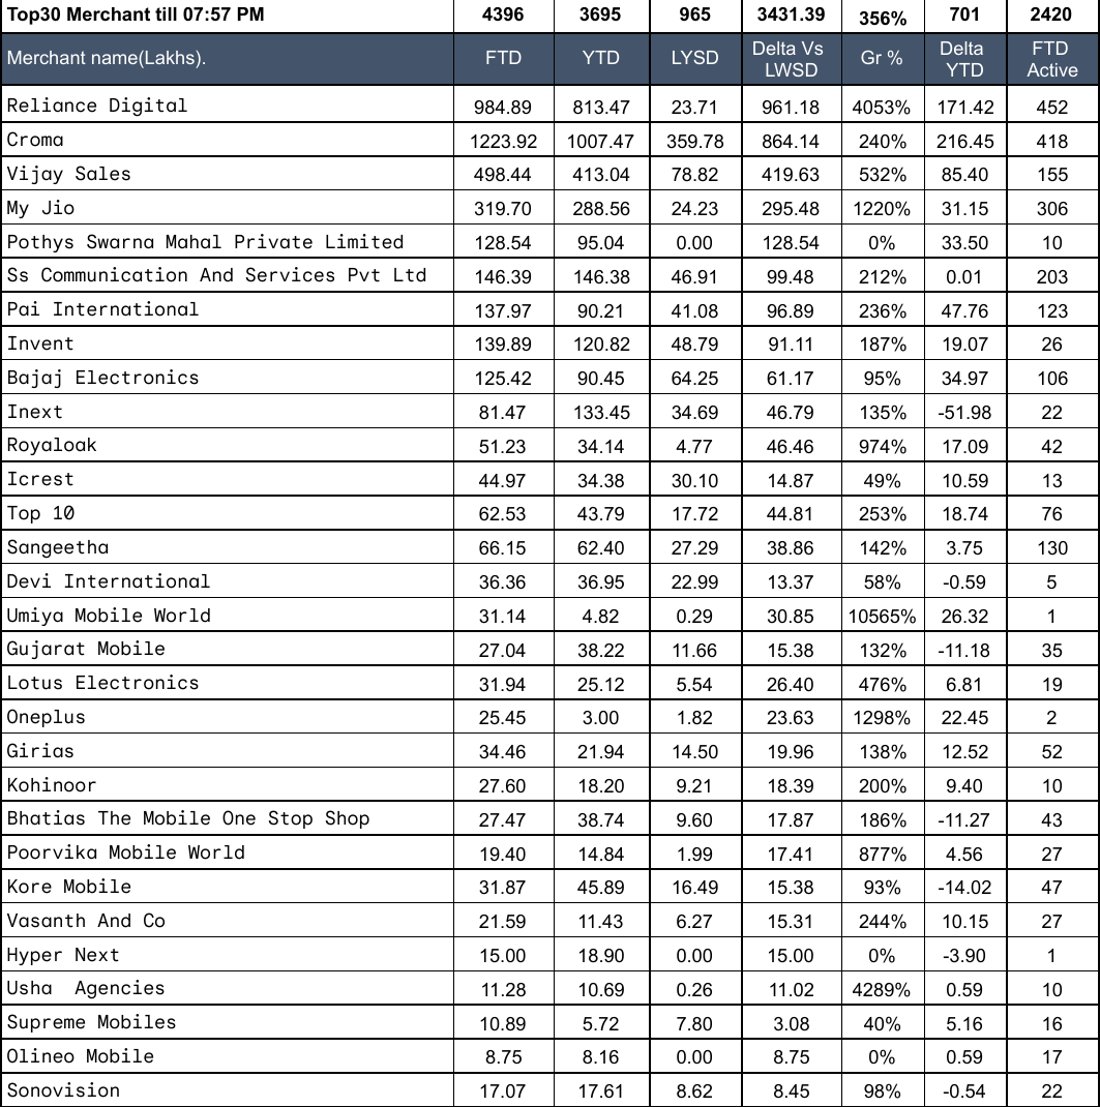 Top30 Merchant till 07:57 PM 4396 3695 965 3431.39 356% 701 2420
Merchant name(Lakhs). FTD YTD LYSD Delta Vs LWSD Gr % Delta YTD FTD Active
Reliance Digital 984.89 813.47 23.71 961.18 4053% 171.42 452
Croma 1223.92 1007.47 359.78 864.14 240% 216.45 418
Vijay Sales 498.44 413.04 78.82 419.63 532% 85.40 155
My Jio 319.70 288.56 24.23 295.48 1220% 31.15 306
Pothys Swarna Mahal Private Limited 128.54 95.04 0.00 128.54 0% 33.50 10
Ss Communication And Services Pvt Ltd 146.39 146.38 46.91 99.48 212% 0.01 203
Pai International 137.97 90.21 41.08 96.89 236% 47.76 123
Invent 139.89 120.82 48.79 91.11 187% 19.07 26
Bajaj Electronics 125.42 90.45 64.25 61.17 95% 34.97 106
Inext 81.47 133.45 34.69 46.79 135% -51.98 22
Royaloak 51.23 34.14 4.77 46.46 974% 17.09 42
Icrest 44.97 34.38 30.10 14.87 49% 10.59 13
Top 10 62.53 43.79 17.72 44.81 253% 18.74 76
Sangeetha 66.15 62.40 27.29 38.86 142% 3.75 130
Devi International 36.36 36.95 22.99 13.37 58% -0.59 5
Umiya Mobile World 31.14 4.82 0.29 30.85 10565% 26.32 1
Gujarat Mobile 27.04 38.22 11.66 15.38 132% -11.18 35
Lotus Electronics 31.94 25.12 5.54 26.40 476% 6.81 19
Oneplus 25.45 3.00 1.82 23.63 1298% 22.45 2
Girias 34.46 21.94 14.50 19.96 138% 12.52 52
Kohinoor 27.60 18.20 9.21 18.39 200% 9.40 10
Bhatias The Mobile One Stop Shop 27.47 38.74 9.60 17.87 186% -11.27 43
Poorvika Mobile World 19.40 14.84 1.99 17.41 877% 4.56 27
Kore Mobile 31.87 45.89 16.49 15.38 93% -14.02 47
Vasanth And Co 21.59 11.43 6.27 15.31 244% 10.15 27
Hyper Next 15.00 18.90 0.00 15.00 0% -3.90 1
Usha  Agencies 11.28 10.69 0.26 11.02 4289% 0.59 10
Supreme Mobiles 10.89 5.72 7.80 3.08 40% 5.16 16
Olineo Mobile 8.75 8.16 0.00 8.75 0% 0.59 17
Sonovision 17.07 17.61 8.62 8.45 98% -0.54 22